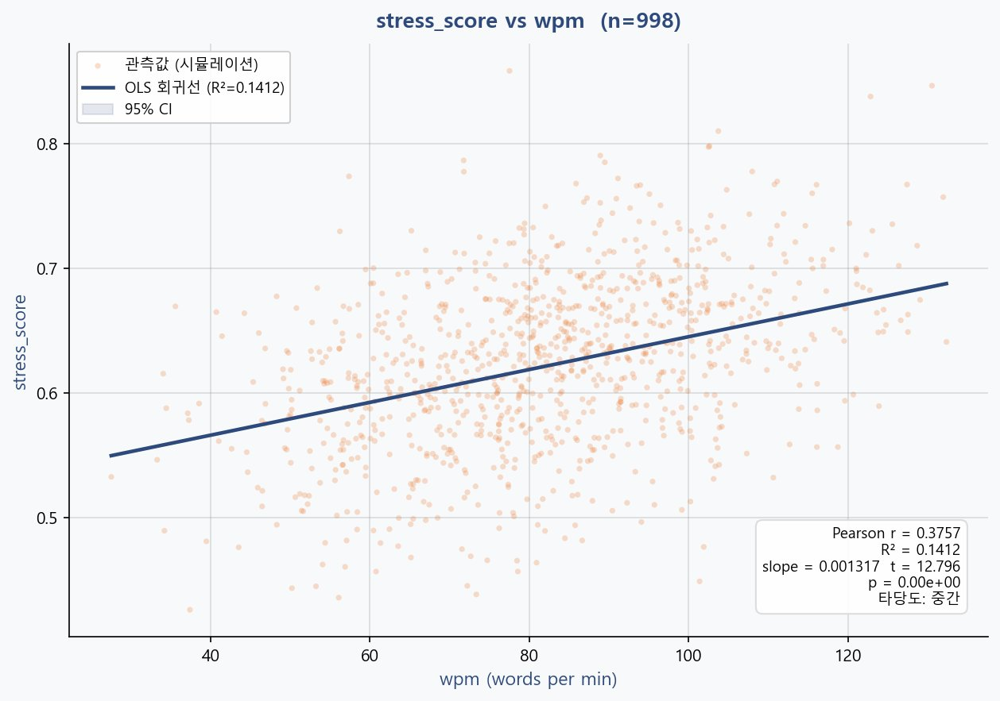 stress_score vs wpm (n=998)
관측값 (시뮬레이션)
OLS 회귀선 (R²=0.1412)
95% CI
0.8
0.7
0.6
0.5
stress_score
Pearson r = 0.3757
R² = 0.1412
slope = 0.001317 t = 12.796
p = 0.00e+00
타당도: 중간
40 60 80 100 120
wpm (words per min)